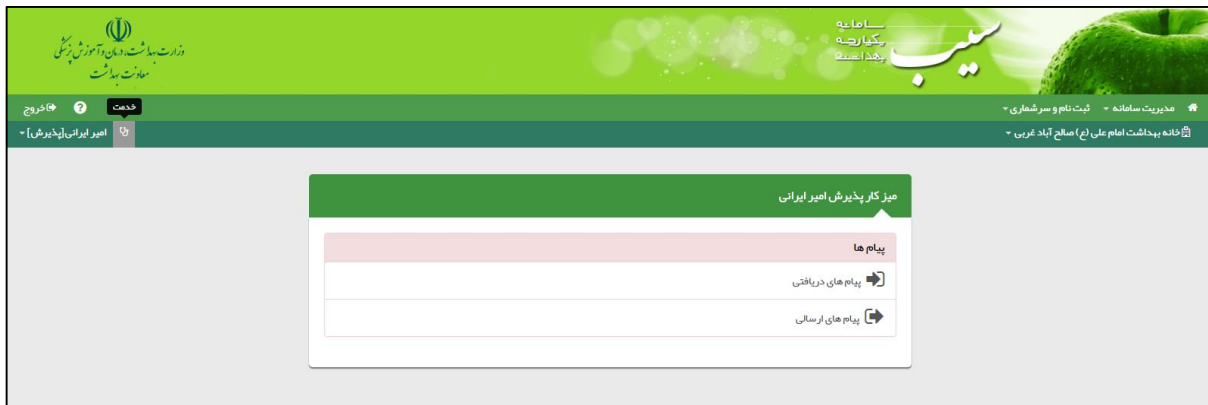 سامانه
یکپارچه
بهداشت
سیب
وزارت بهداشت، درمان و آموزش پزشکی
معاونت بهداشت
مدیریت سامانه
ثبت نام و سرشماری
خدمت
?
خروج
خانه بهداشت امام علی (ع) صالح آباد غربی
امیر ایرانی[پذیرش]
میز کار پذیرش امیر ایرانی
پیام ها
پیام های دریافتی
پیام های ارسالی